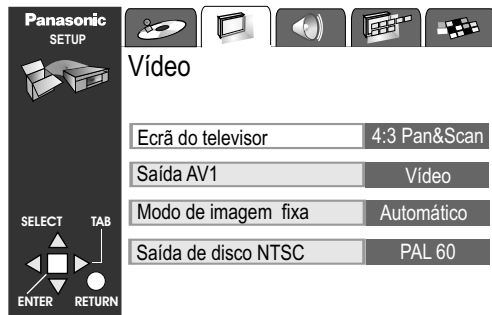 Panasonic
SETUP
Vídeo
Ecrã do televisor 4:3 Pan&Scan
Saída AV1 Vídeo
Modo de imagem fixa Automático
Saída de disco NTSC PAL 60
SELECT TAB
ENTER RETURN